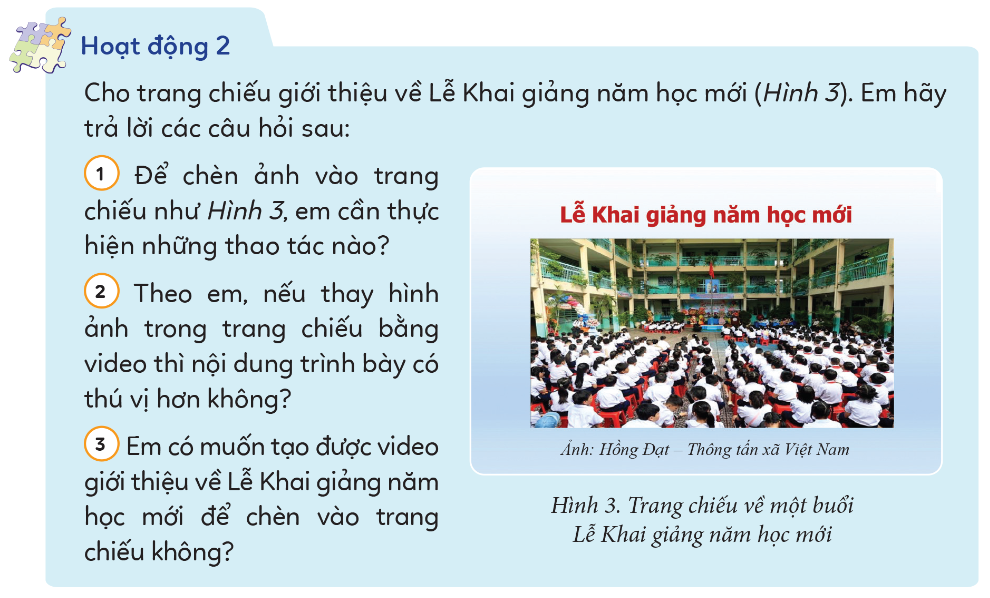 Hoạt động 2
Cho trang chiếu giới thiệu về Lễ Khai giảng năm học mới (Hình 3). Em hãy
trả lời các câu hỏi sau:
1 Để chèn ảnh vào trang
chiếu như Hình 3, em cần thực
hiện những thao tác nào?
2 Theo em, nếu thay hình
ảnh trong trang chiếu bằng
video thì nội dung trình bày có
thú vị hơn không?
3 Em có muốn tạo được video
giới thiệu về Lễ Khai giảng năm
học mới để chèn vào trang
chiếu không?
Lễ Khai giảng năm học mới
Ảnh: Hồng Đạt – Thông tấn xã Việt Nam
Hình 3. Trang chiếu về một buổi
Lễ Khai giảng năm học mới